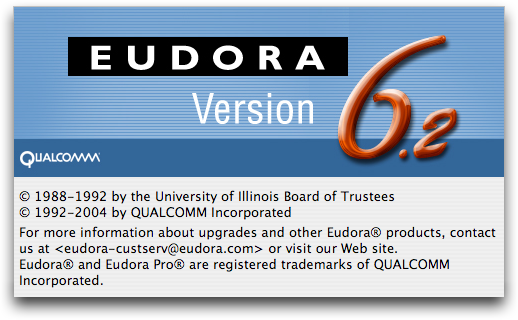 EUDORA
Version 6.2
QUALCOMM
© 1988-1992 by the University of Illinois Board of Trustees
© 1992-2004 by QUALCOMM Incorporated
For more information about upgrades and other Eudora® products, contact
us at <eudora-custserv@eudora.com> or visit our Web site.
Eudora® and Eudora Pro® are registered trademarks of QUALCOMM
Incorporated.